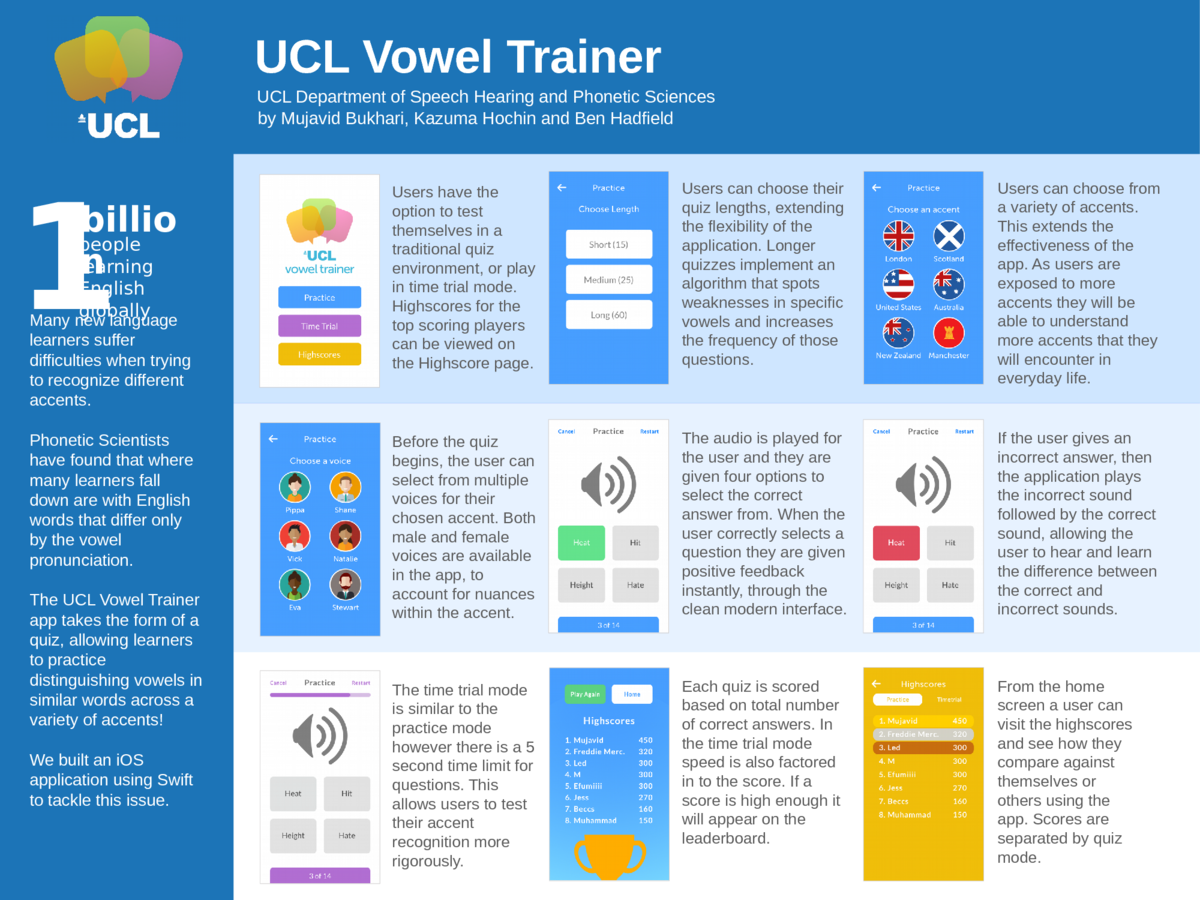 UCL
UCL Vowel Trainer
UCL Department of Speech Hearing and Phonetic Sciences
by Mujavid Bukhari, Kazuma Hochin and Ben Hadfield
1
billio
n
people
learning
English
globally
Many new language
learners suffer
difficulties when trying
to recognize different
accents.
Phonetic Scientists
have found that where
many learners fall
down are with English
words that differ only
by the vowel
pronunciation.
The UCL Vowel Trainer
app takes the form of a
quiz, allowing learners
to practice
distinguishing vowels in
similar words across a
variety of accents!
We built an iOS
application using Swift
to tackle this issue.
UCL
vowel trainer
Practice
Time Trial
Highscores
Users have the
option to test
themselves in a
traditional quiz
environment, or play
in time trial mode.
Highscores for the
top scoring players
can be viewed on
the Highscore page.
Practice
Choose Length
Short (15)
Medium (25)
Long (60)
Users can choose their
quiz lengths, extending
the flexibility of the
application. Longer
quizzes implement an
algorithm that spots
weaknesses in specific
vowels and increases
the frequency of those
questions.
Practice
Choose an accent
London Scotland
United States Australia
New Zealand Manchester
Users can choose from
a variety of accents.
This extends the
effectiveness of the
app. As users are
exposed to more
accents they will be
able to understand
more accents that they
will encounter in
everyday life.
Practice
Choose a voice
Pippa Shane
Vick Natalie
Eva Stewart
Before the quiz
begins, the user can
select from multiple
voices for their
chosen accent. Both
male and female
voices are available
in the app, to
account for nuances
within the accent.
Cancel Practice Restart
Heat Hit
Height Hate
3 of 14
The audio is played for
the user and they are
given four options to
select the correct
answer from. When the
user correctly selects a
question they are given
positive feedback
instantly, through the
clean modern interface.
Cancel Practice Restart
Heat Hit
Height Hate
3 of 14
If the user gives an
incorrect answer, then
the application plays
the incorrect sound
followed by the correct
sound, allowing the
user to hear and learn
the difference between
the correct and
incorrect sounds.
Cancel Practice Restart
Heat Hit
Height Hate
3 of 14
The time trial mode
is similar to the
practice mode
however there is a 5
second time limit for
questions. This
allows users to test
their accent
recognition more
rigorously.
Play Again Home
Highscores
1. Mujavid 450
2. Freddie Merc. 320
3. Led 300
4. M 300
5. Efumiiii 300
6. Jess 270
7. Beccs 160
8. Muhammad 150
Each quiz is scored
based on total number
of correct answers. In
the time trial mode
speed is also factored
in to the score. If a
score is high enough it
will appear on the
leaderboard.
Highscores
Practice Timetrial
1. Mujavid 450
2. Freddie Merc. 320
3. Led 300
4. M 300
5. Efumiiii 300
6. Jess 270
7. Beccs 160
8. Muhammad 150
From the home
screen a user can
visit the highscores
and see how they
compare against
themselves or
others using the
app. Scores are
separated by quiz
mode.